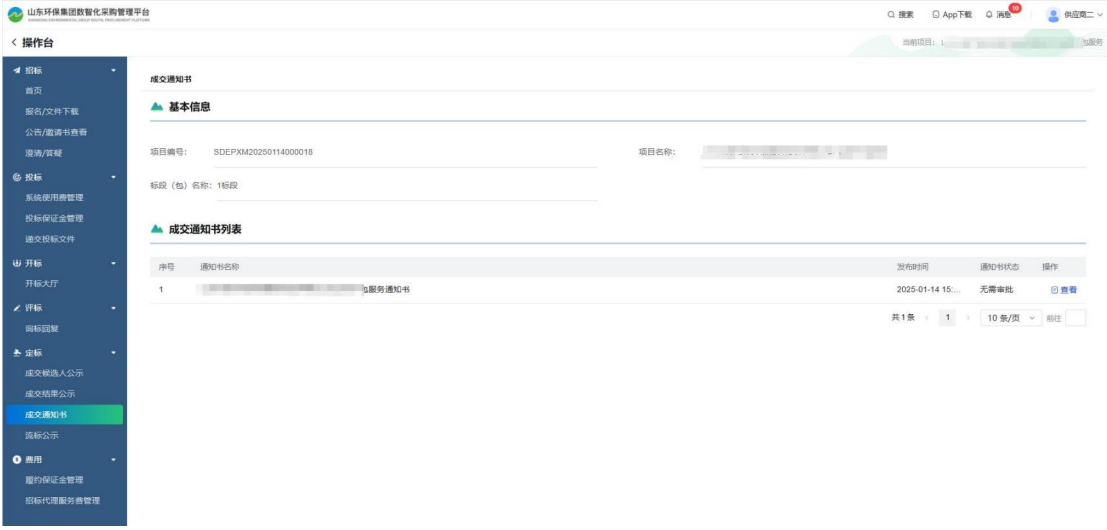 山东环保集团数智化采购管理平台
搜索 App下载 消息 10 供应商二
操作台
当前项目: 包服务
招标
首页
报名/文件下载
公告/邀请书查看
澄清/答疑
投标
系统使用费管理
投标保证金管理
递交投标文件
开标
开标大厅
评标
询标回复
定标
成交候选人公示
成交结果公示
成交通知书
流标公示
费用
履约保证金管理
招标代理服务费管理
成交通知书
基本信息
项目编号: SDEPXM20250114000018 项目名称:
标段（包）名称: 1标段
成交通知书列表
序号 通知书名称 发布时间 通知书状态 操作
1 包服务通知书 2025-01-14 15:... 无需审批 查看
共1条 1 10条/页 前往